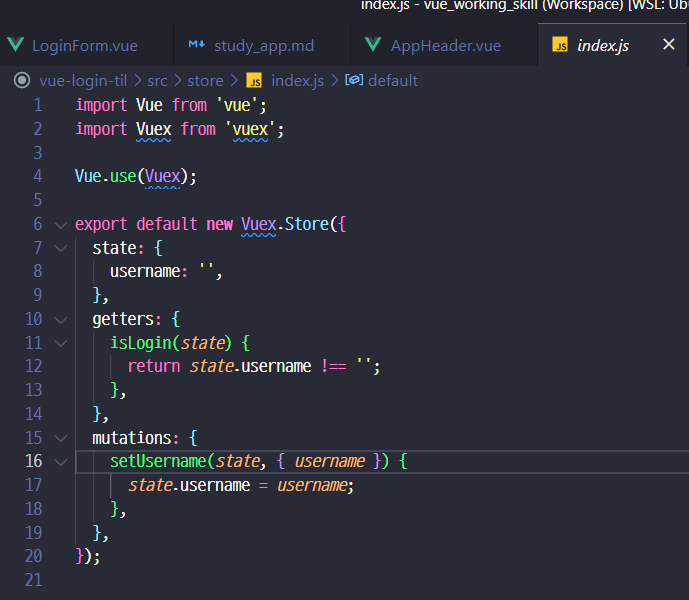 index.js - vue_working_skill (Workspace) [WSL: Ubu
LoginForm.vue study_app.md AppHeader.vue JS index.js
vue-login-til > src > store > JS index.js > default
1 import Vue from 'vue';
2 import Vuex from 'vuex';
3
4 Vue.use(Vuex);
5
6 export default new Vuex.Store({
7 state: {
8 username: '',
9 },
10 getters: {
11 isLogin(state) {
12 return state.username !== '';
13 },
14 },
15 mutations: {
16 setUsername(state, { username }) {
17 state.username = username;
18 },
19 },
20 });
21